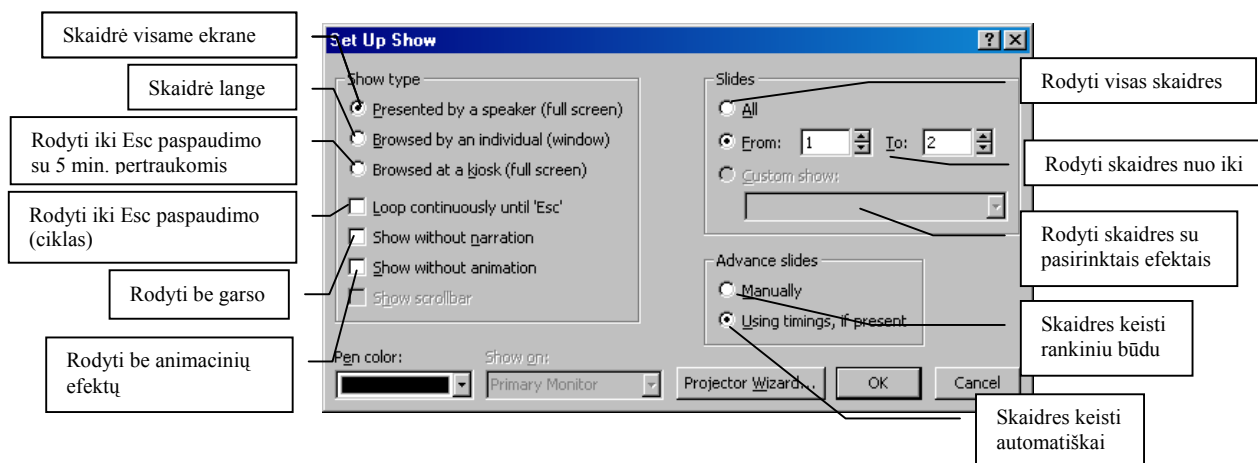 Skaidrė visame ekrane
Skaidrė lange
Rodyti iki Esc paspaudimo
su 5 min. pertraukomis
Rodyti iki Esc paspaudimo
(ciklas)
Rodyti be garso
Rodyti be animacinių
efektų
Set Up Show
Show type
Presented by a speaker (full screen)
Browsed by an individual (window)
Browsed at a kiosk (full screen)
Loop continuously until 'Esc'
Show without narration
Show without animation
Show scrollbar
Pen color:
Show on:
Primary Monitor
Slides
All
From: 1 To: 2
Custom show:
Advance slides
Manually
Using timings, if present
Projector Wizard... OK Cancel
Rodyti visas skaidres
Rodyti skaidres nuo iki
Rodyti skaidres su
pasirinktais efektais
Skaidres keisti
rankiniu būdu
Skaidres keisti
automatiškai